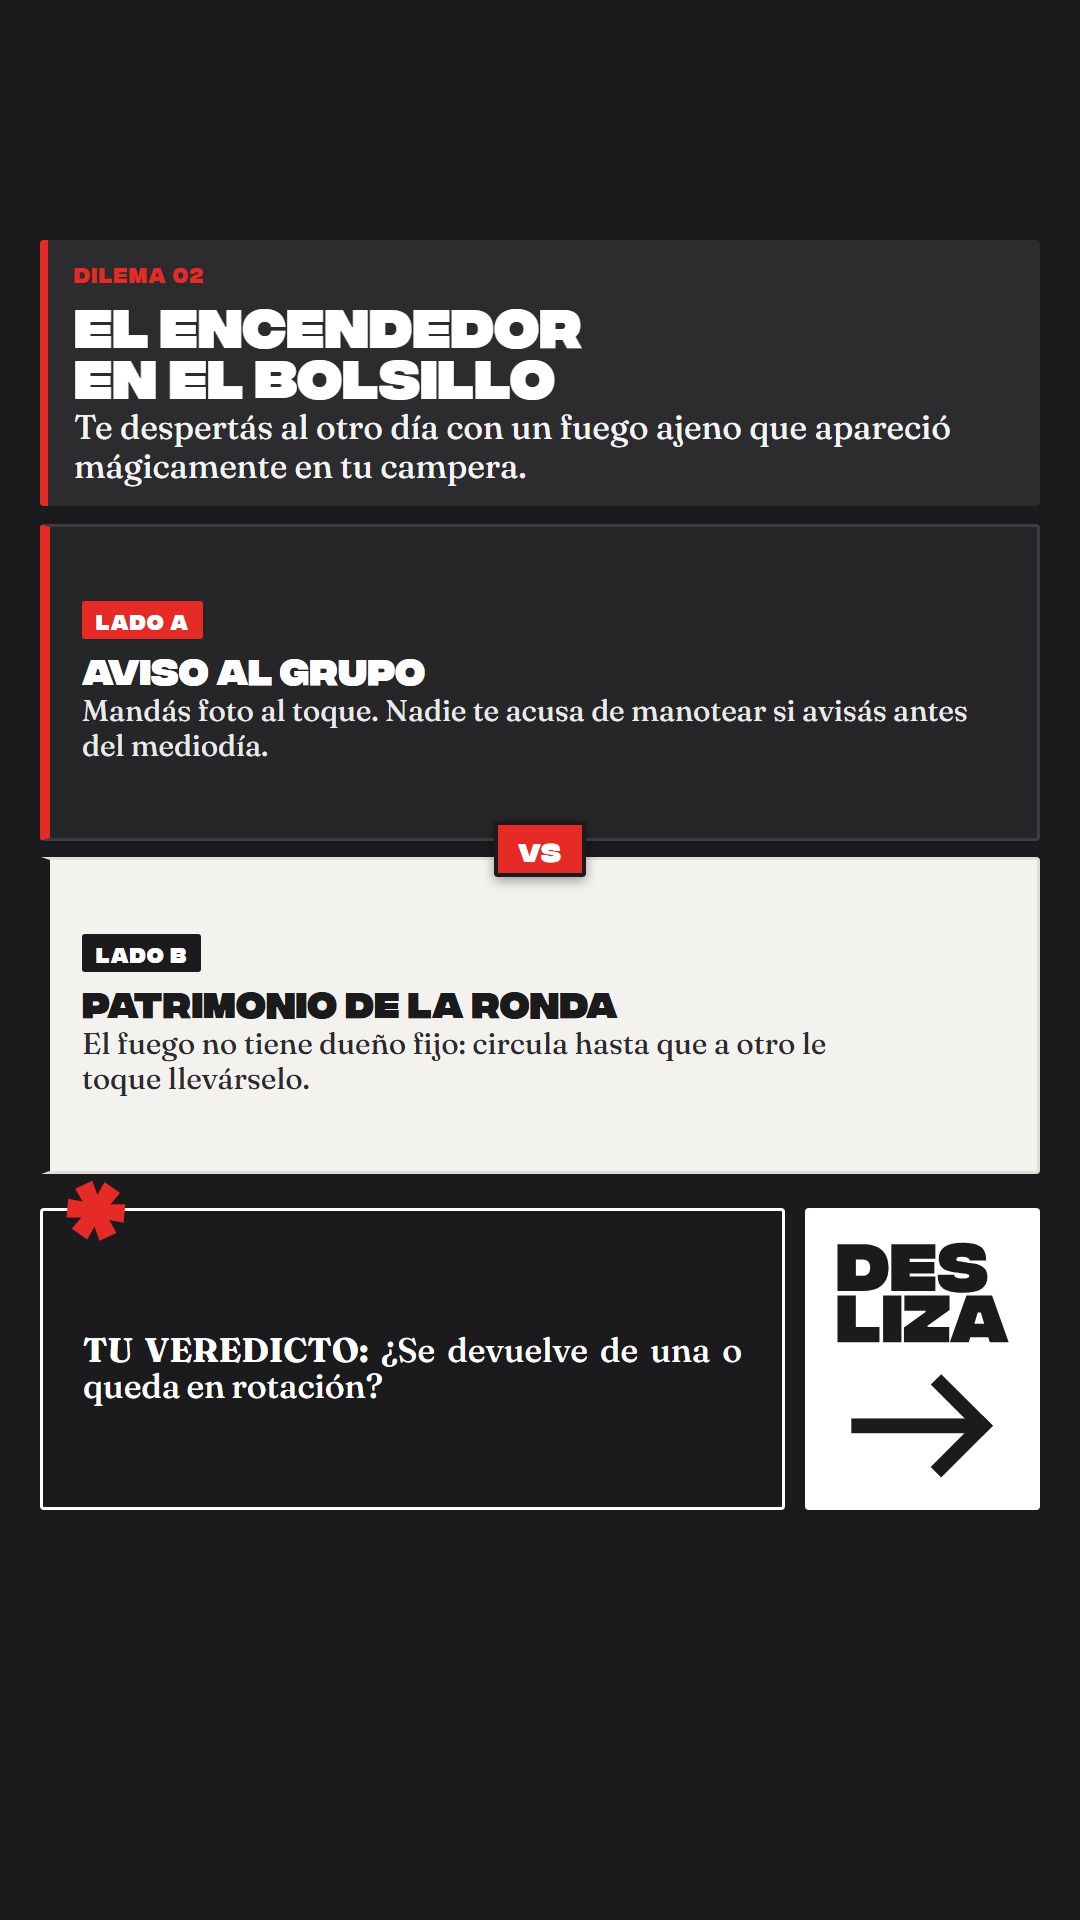 DILEMA 02
EL ENCENDEDOR
EN EL BOLSILLO
Te despertás al otro día con un fuego ajeno que apareció
mágicamente en tu campera.
LADO A
AVISO AL GRUPO
Mandás foto al toque. Nadie te acusa de manotear si avisás antes
del mediodía.
VS
LADO B
PATRIMONIO DE LA RONDA
El fuego no tiene dueño fijo: circula hasta que a otro le
toque llevárselo.
TU VEREDICTO: ¿Se devuelve de una o
queda en rotación?
DES
LIZA